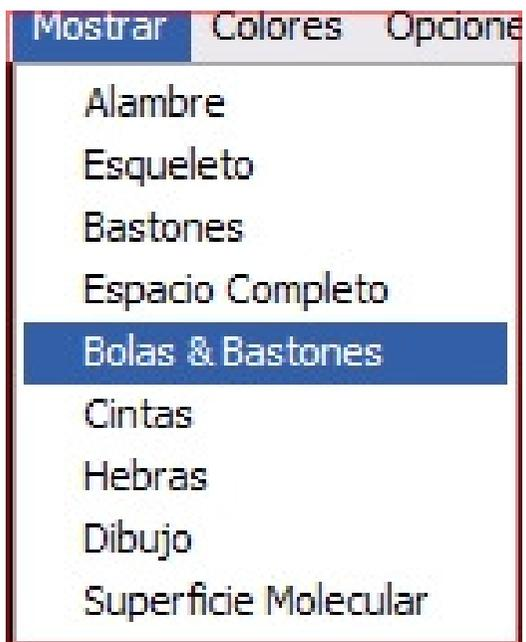 Mostrar Colores Opcione
Alambre
Esqueleto
Bastones
Espacio Completo
Bolas & Bastones
Cintas
Hebras
Dibujo
Superficie Molecular